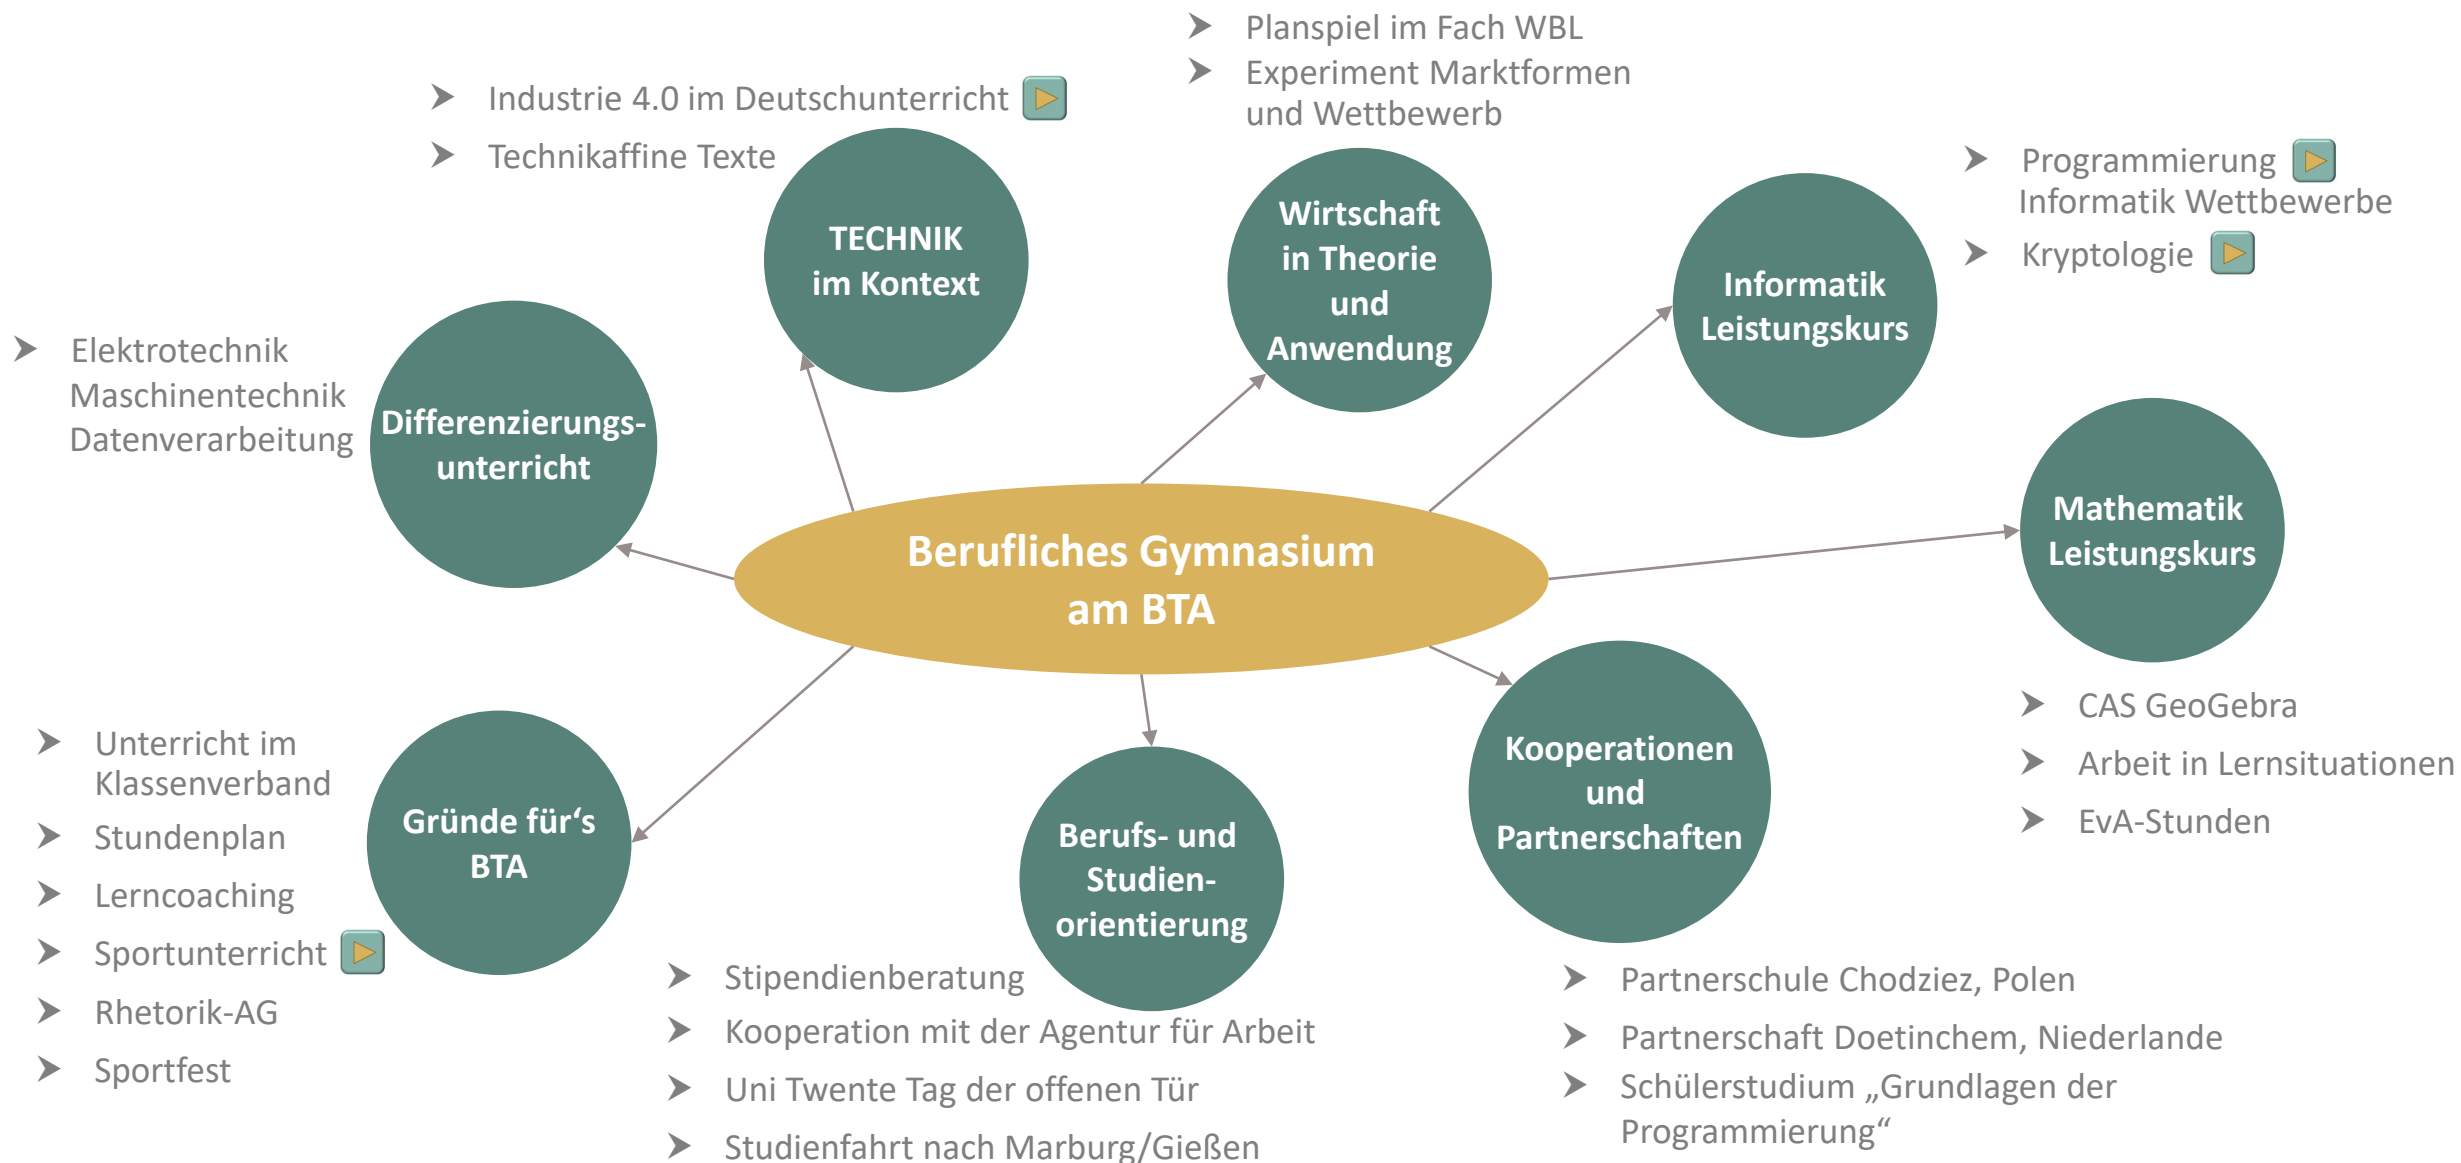 Planspiel im Fach WBL
Experiment Marktformen
und Wettbewerb
Industrie 4.0 im Deutschunterricht
Technikaffine Texte
Programmierung
Informatik Wettbewerbe
Kryptologie
TECHNIK
im Kontext
Wirtschaft
in Theorie
und
Anwendung
Informatik
Leistungskurs
Elektrotechnik
Maschinentechnik
Datenverarbeitung
Differenzierungs-
unterricht
Mathematik
Leistungskurs
Berufliches Gymnasium
am BTA
CAS GeoGebra
Arbeit in Lernsituationen
EvA-Stunden
Unterricht im
Klassenverband
Stundenplan
Lerncoaching
Sportunterricht
Rhetorik-AG
Sportfest
Gründe für‘s
BTA
Berufs- und
Studien-
orientierung
Kooperationen
und
Partnerschaften
Stipendienberatung
Kooperation mit der Agentur für Arbeit
Uni Twente Tag der offenen Tür
Studienfahrt nach Marburg/Gießen
Partnerschule Chodziez, Polen
Partnerschaft Doetinchem, Niederlande
Schülerstudium „Grundlagen der
Programmierung“